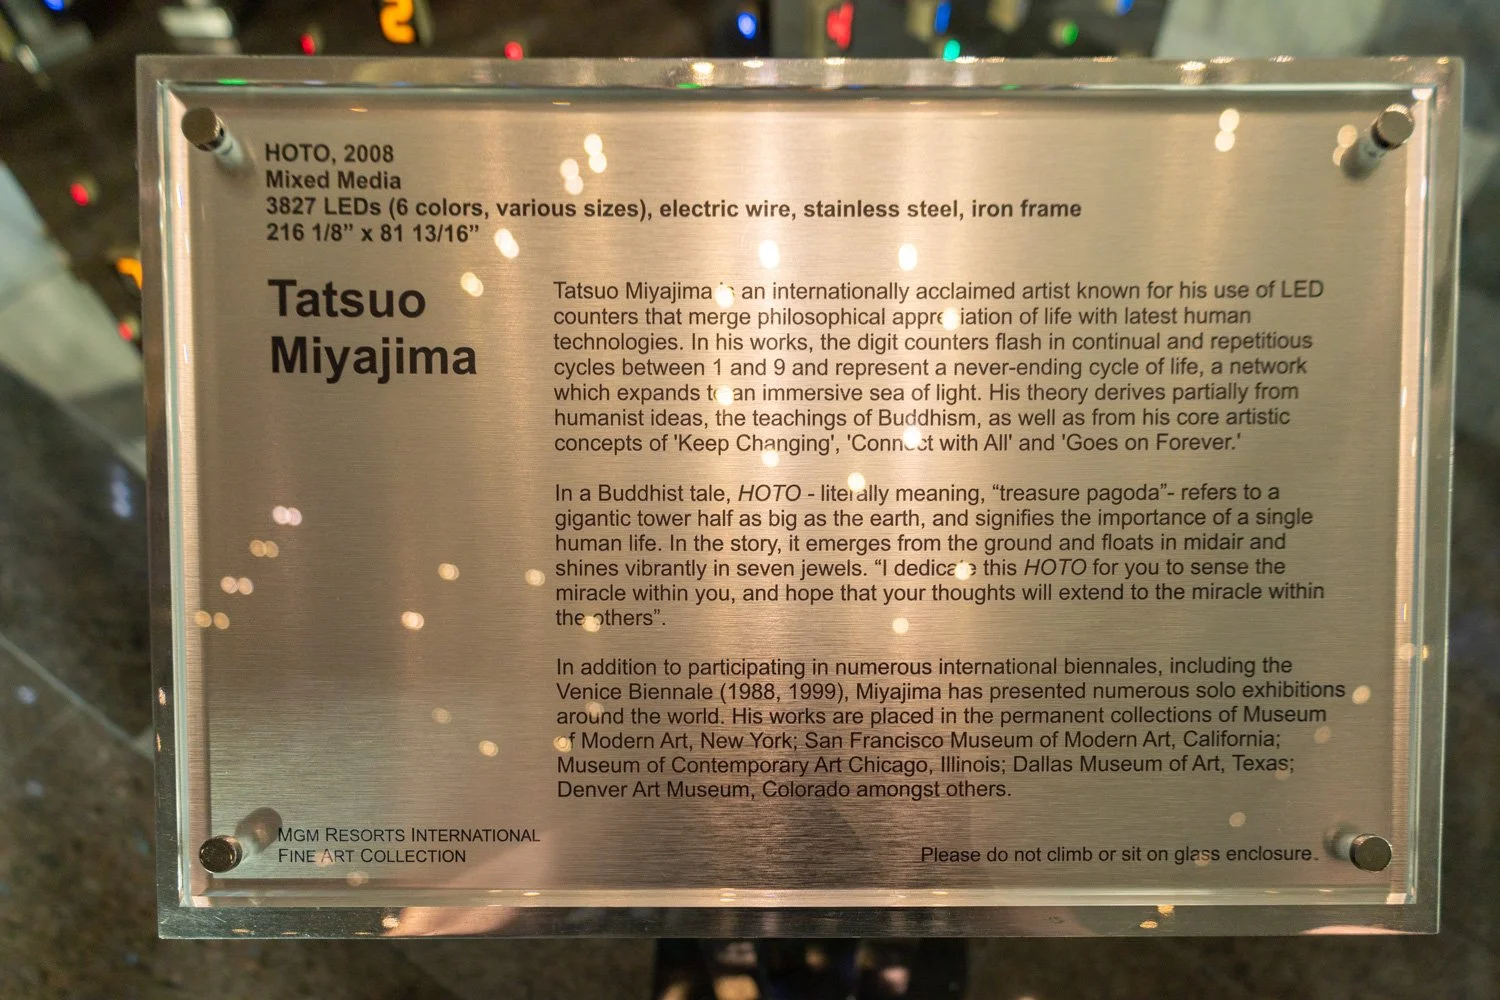 HOTO, 2008
Mixed Media
3827 LEDs (6 colors, various sizes), electric wire, stainless steel, iron frame
216 1/8” x 81 13/16”
Tatsuo
Miyajima
Tatsuo Miyajima is an internationally acclaimed artist known for his use of LED
counters that merge philosophical appreciation of life with latest human
technologies. In his works, the digit counters flash in continual and repetitious
cycles between 1 and 9 and represent a never-ending cycle of life, a network
which expands to an immersive sea of light. His theory derives partially from
humanist ideas, the teachings of Buddhism, as well as from his core artistic
concepts of 'Keep Changing', 'Connect with All' and 'Goes on Forever.'
In a Buddhist tale, HOTO - literally meaning, “treasure pagoda”- refers to a
gigantic tower half as big as the earth, and signifies the importance of a single
human life. In the story, it emerges from the ground and floats in midair and
shines vibrantly in seven jewels. “I dedicate this HOTO for you to sense the
miracle within you, and hope that your thoughts will extend to the miracle within
the others”.
In addition to participating in numerous international biennales, including the
Venice Biennale (1988, 1999), Miyajima has presented numerous solo exhibitions
around the world. His works are placed in the permanent collections of Museum
of Modern Art, New York; San Francisco Museum of Modern Art, California;
Museum of Contemporary Art Chicago, Illinois; Dallas Museum of Art, Texas;
Denver Art Museum, Colorado amongst others.
MGM RESORTS INTERNATIONAL
FINE ART COLLECTION
Please do not climb or sit on glass enclosure.